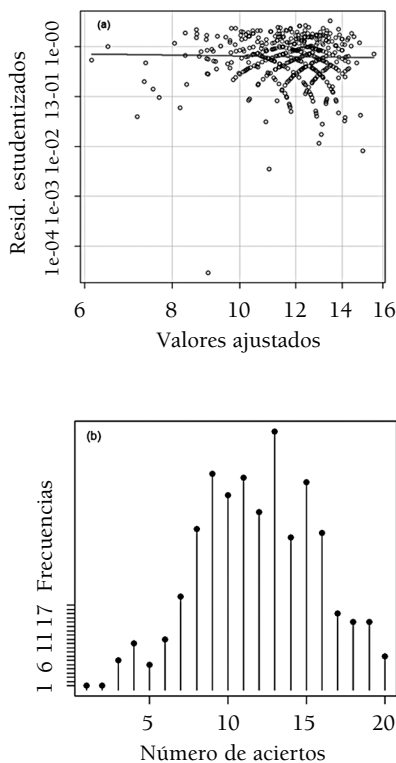 (a)
Resid. estudentizados
1e-04 1e-03 1e-02 13-01 1e-00
6 8 10 12 14 16
Valores ajustados
(b)
Frecuencias
1 6 11 17
5 10 15 20
Número de aciertos